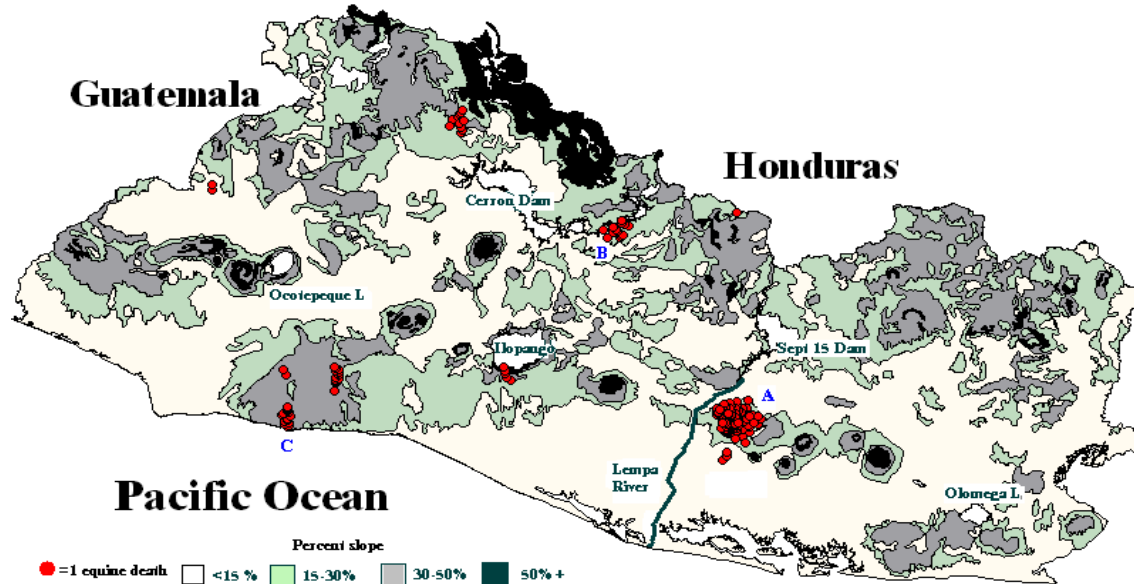 Guatemala
Honduras
Cerron Dam
B
Ocotepeque L
Ilopango
Sept 15 Dam
A
C
Lempa
River
Pacific Ocean
Olomega L
Percent slope
=1 equine death
<15 %
15-30%
30-50%
50% +